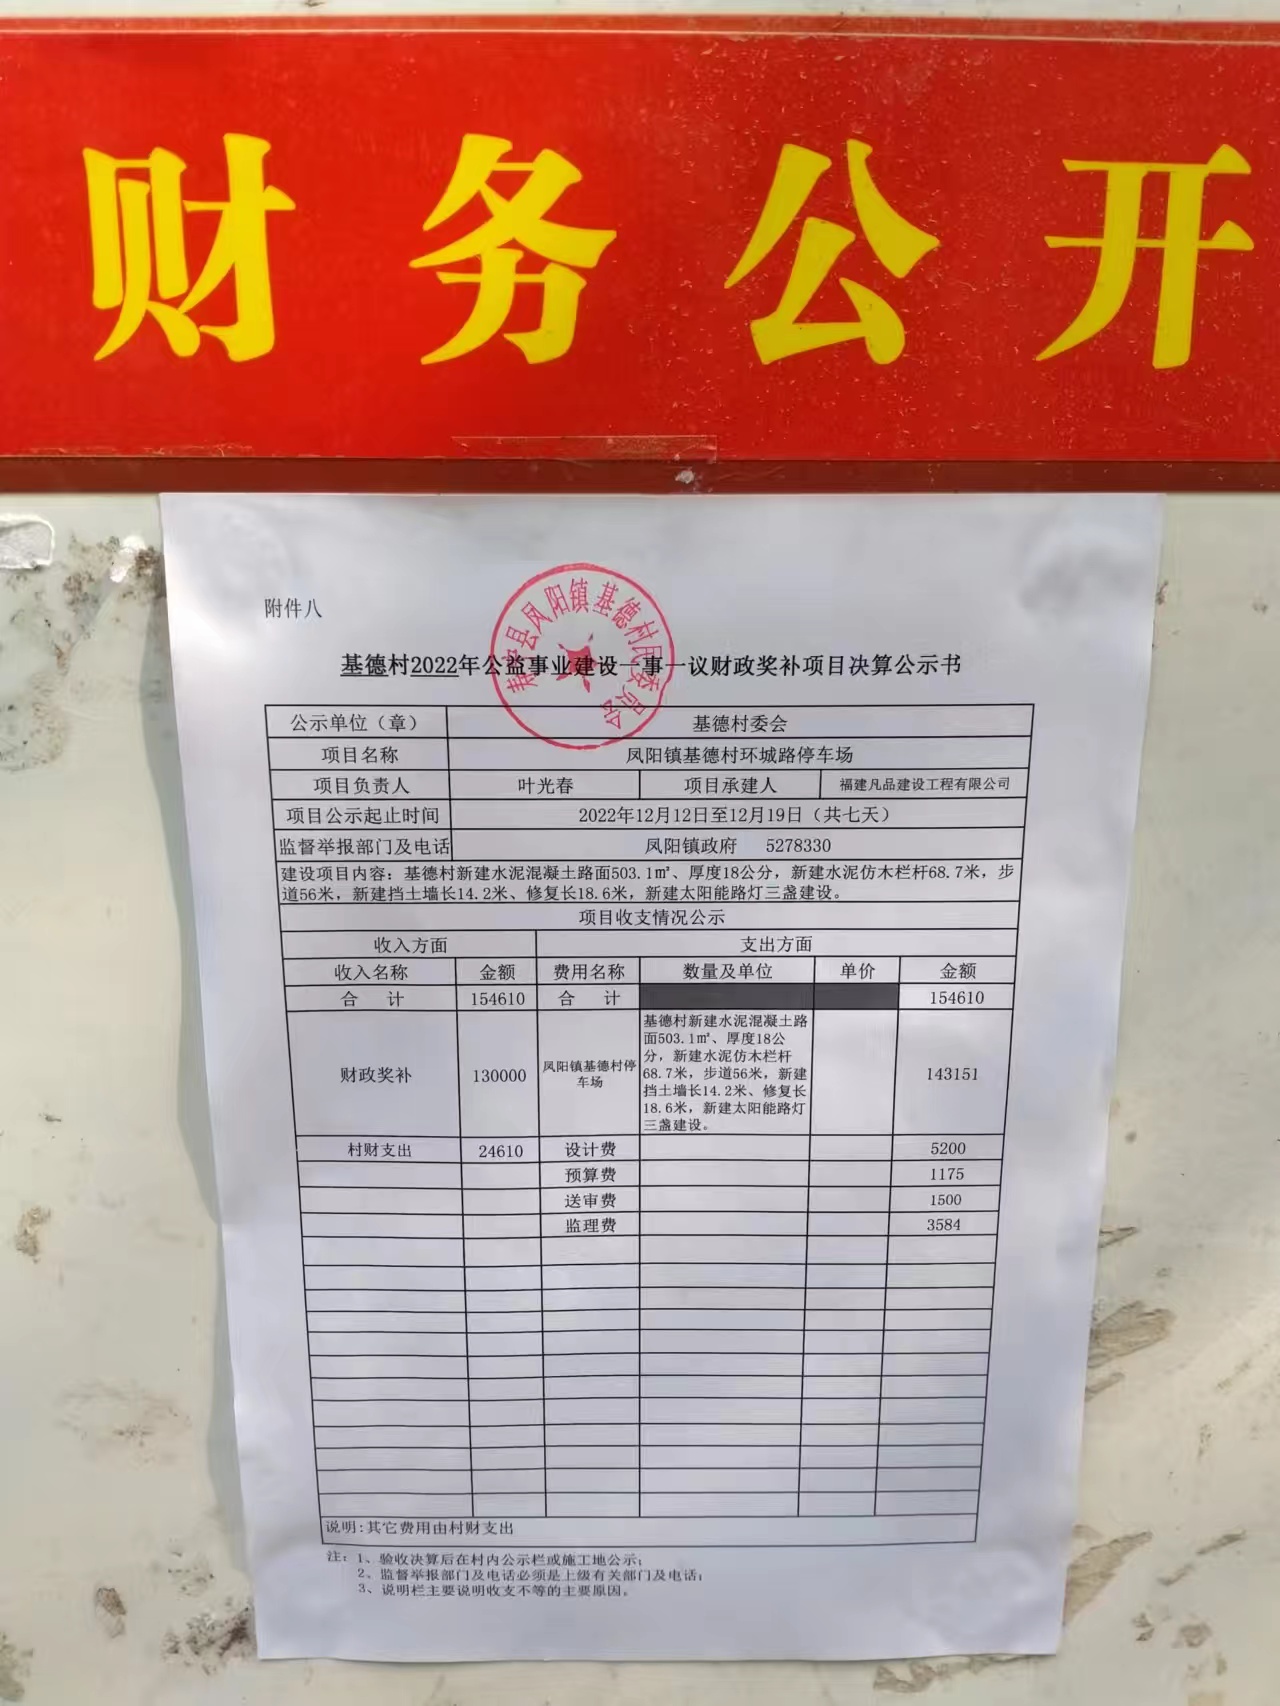 财务公开
附件八
寿宁县凤阳镇基德村民委员会
基德村2022年公益事业建设一事一议财政奖补项目决算公示书
公示单位（章） 基德村委会
项目名称 凤阳镇基德村环城路停车场
项目负责人 叶光春 项目承建人 福建凡品建设工程有限公司
项目公示起止时间 2022年12月12日至12月19日（共七天）
监督举报部门及电话 凤阳镇政府 5278330
建设项目内容：基德村新建水泥混凝土路面503.1㎡、厚度18公分，新建水泥仿木栏杆68.7米，步
道56米，新建挡土墙长14.2米、修复长18.6米，新建太阳能路灯三盏建设。
项目收支情况公示
收入方面 支出方面
收入名称 金额 费用名称 数量及单位 单价 金额
合 计 154610 合 计 154610
财政奖补 130000 凤阳镇基德村停
车场
基德村新建水泥混凝土路
面503.1㎡、厚度18公
分，新建水泥仿木栏杆
68.7米，步道56米，新建
挡土墙长14.2米、修复长
18.6米，新建太阳能路灯
三盏建设。
143151
村财支出 24610 设计费 5200
预算费 1175
送审费 1500
监理费 3584
说明:其它费用由村财支出
注：1、验收决算后在村内公示栏或施工地公示；
2、监督举报部门及电话必须是上级有关部门及电话；
3、说明栏主要说明收支不等的主要原因。